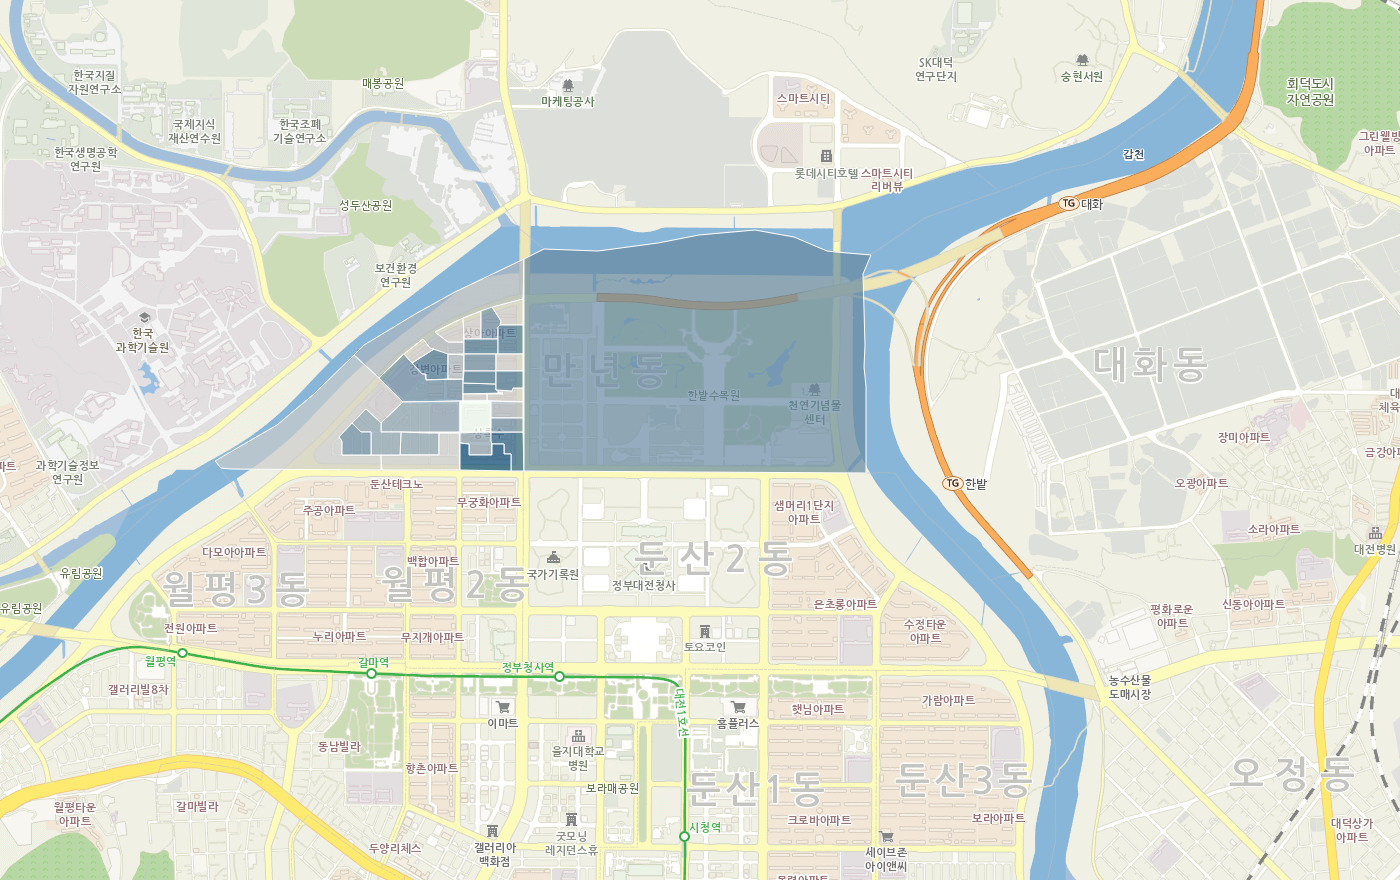 SK대덕
연구단지
매봉공원
한국지질
자원연구소
마케팅공사
숭현서원
회덕도시
자연공원
스마트시티
국제지식
재산연수원
한국조폐
기술연구소
그린웰빙
아파트
한국생명공학
연구원
갑천
롯데시티호텔
스마트시티
리버뷰
성두산공원
TG 대화
보건환경
연구원
한국
과학기술원
상아아파트
강변아파트
만년동
대화동
한밭수목원
천연기념물
센터
장미아파트
금강아파
과학기술정보
연구원
둔산테크노
TG 한밭
오광아파트
주공아파트
무궁화아파트
샘머리1단지
아파트
소라아파트
다모아아파트
백합아파트
국가기록원
둔산2동
정부대전청사
대전병원
유림공원
월평3동
월평2동
유림공원
온초롱아파트
평화로운
아파트
신동아아파트
전원아파트
누리아파트
무지개아파트
토요코인
수정타운
아파트
월평역
갈마역
정부청사역
갤러리빌8차
대전1호선
농수산물
도매시장
이마트
홈플러스
햇님아파트
가람아파트
동남빌라
을지대학교
병원
향촌아파트
보라매공원
둔산1동
둔산3동
오정동
월평타운
아파트
갈마빌라
시청역
크로바아파트
보라아파트
대덕상가
아파트
두양리체스
갤러리아
백화점
굿모닝
레지던스휴
세이브존
아이앤씨